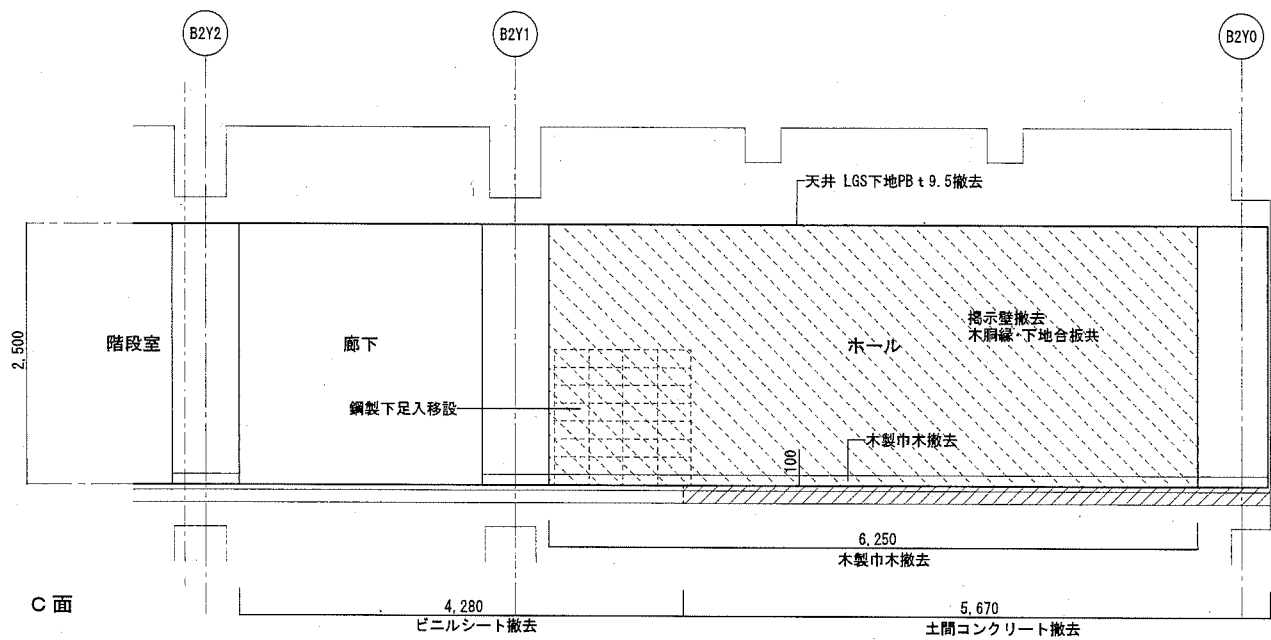 B2Y2
B2Y1
B2Y0
天井 LGS下地PBｔ9.5撤去
2,500
階段室
廊下
ホール
掲示壁撤去
木胴縁・下地合板共
鋼製下足入移設
木製巾木撤去
100
6,250
木製巾木撤去
C面
4,280
ビニルシート撤去
5,670
土間コンクリート撤去